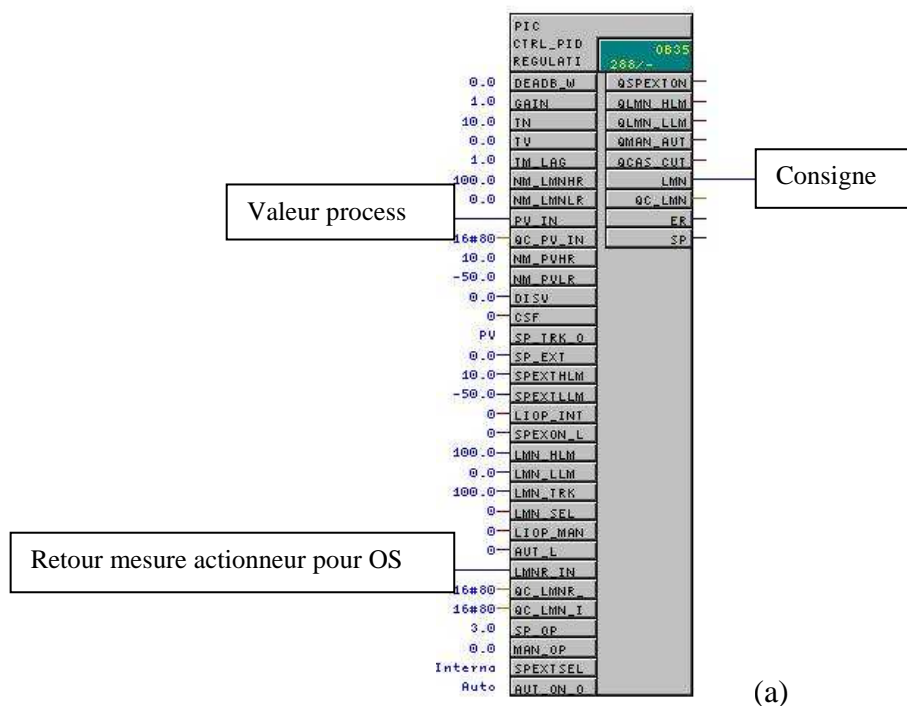 PIC
CTRL_PID
REGULATI
OB35
288/-
0.0 DEADB_W QSPEXTON
1.0 GAIN QLMN_HLM
10.0 TN QLMN_LLM
0.0 TV QMAN_AUT
1.0 TM_LAG QCAS_CUT
100.0 NM_LMNHR LMN
Consigne
0.0 NM_LMNLR QC_LMN
Valeur process
PV_IN ER
16#80 QC_PV_IN SP
10.0 NM_PVHR
-50.0 NM_PVLR
0.0 DISV
0 CSF
PV SP_TRK_O
0.0 SP_EXT
10.0 SPEXTHLM
-50.0 SPEXTLLM
0 LIOP_INT
0 SPEXON_L
100.0 LMN_HLM
0.0 LMN_LLM
100.0 LMN_TRK
0 LMN_SEL
0 LIOP_MAN
0 AUT_L
Retour mesure actionneur pour OS
LMNR_IN
16#80 QC_LMNR_
16#80 QC_LMN_I
3.0 SP_OP
0.0 MAN_OP
Interna SPEXTSEL
Auto AUT_ON_O
(a)